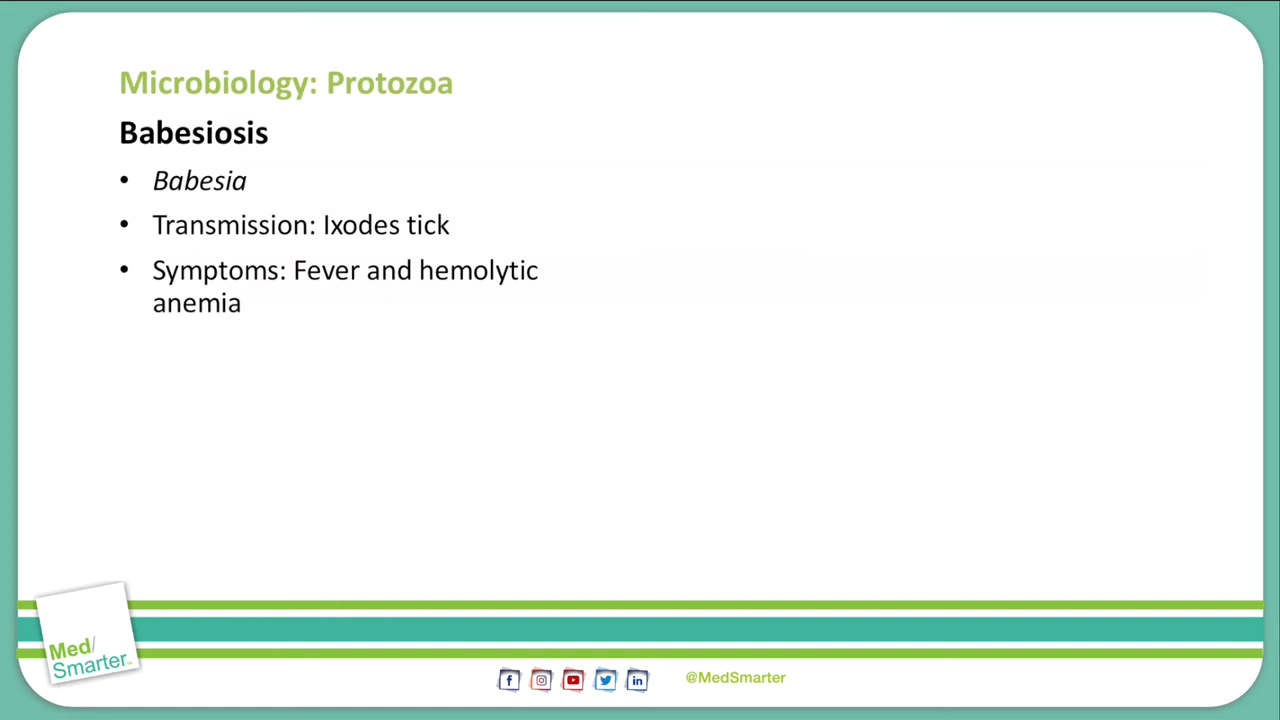 Microbiology: Protozoa
Babesiosis
• Babesia
• Transmission: Ixodes tick
• Symptoms: Fever and hemolytic
anemia
Med/
Smarter
@MedSmarter